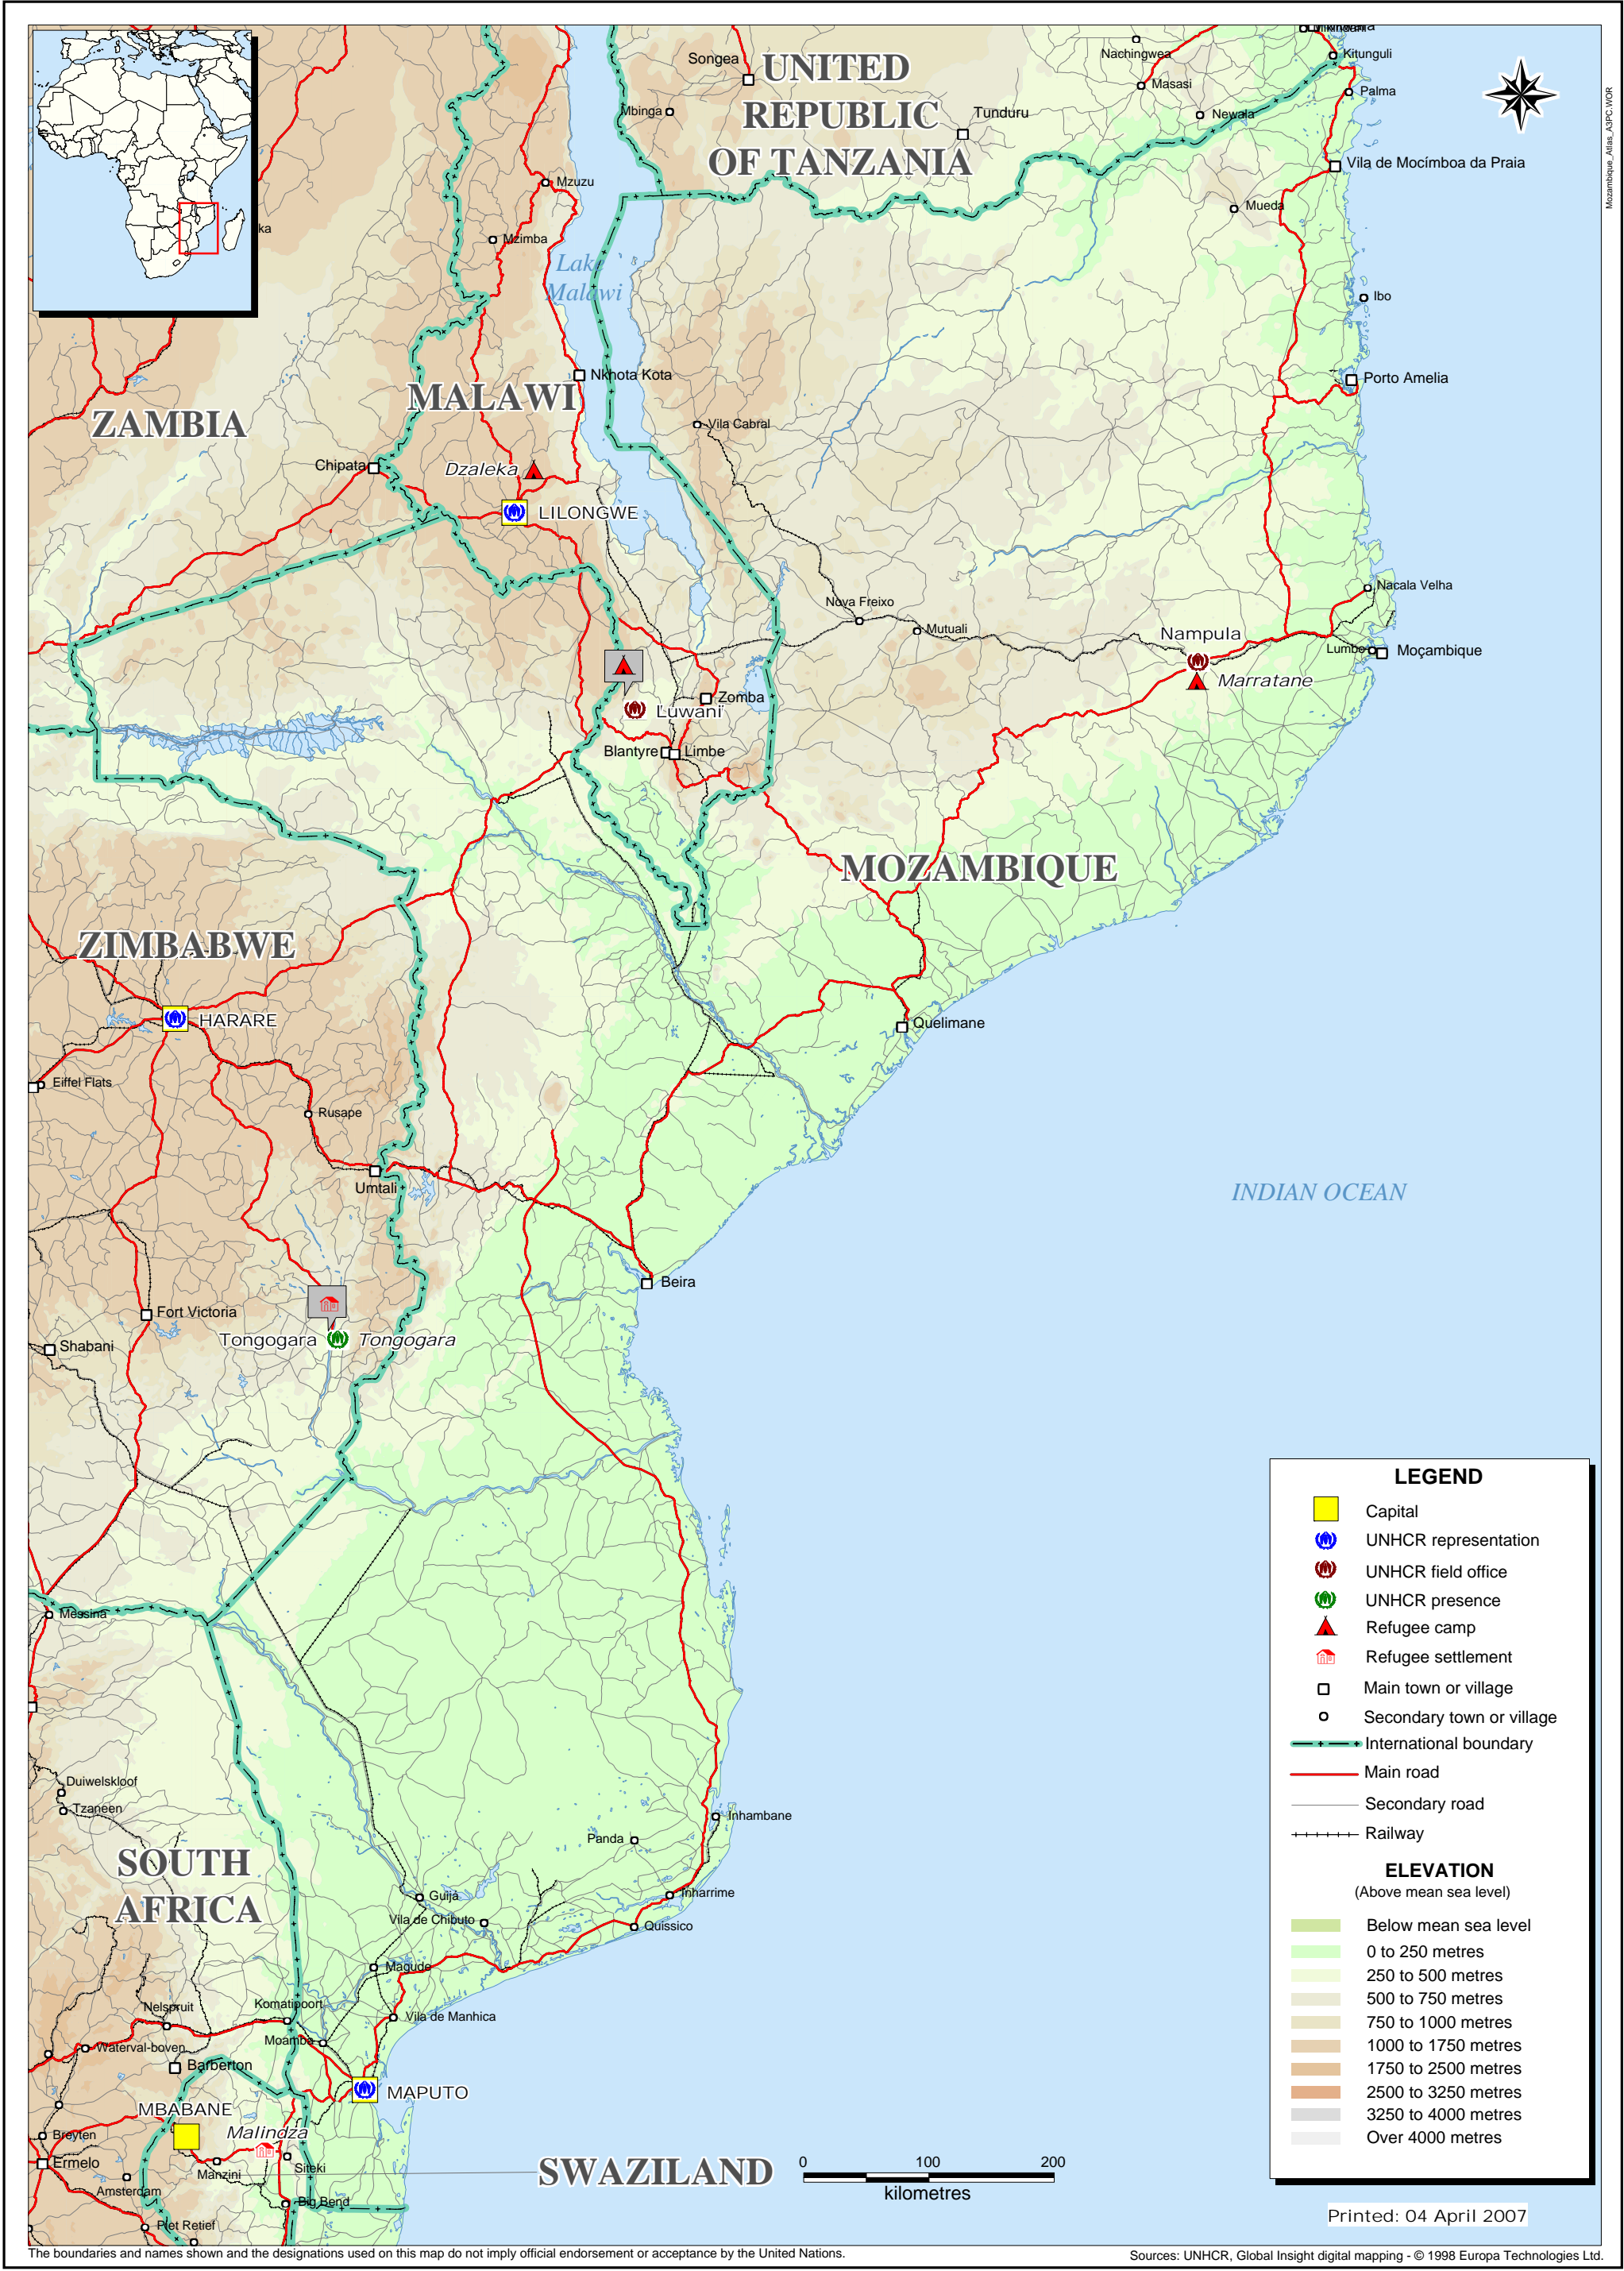 Mozambique_Atlas_A3PC.WOR
UNITED
REPUBLIC
OF TANZANIA
Songea
Mbinga
Tunduru
Nachingwea
Masasi
Newala
Kitunguli
Palma
Vila de Mocímboa da Praia
Mueda
Ibo
Porto Amelia
ka
Mzuzu
Mzimba
Lake
Malawi
Nkhota Kota
MALAWI
ZAMBIA
Vila Cabral
Chipata
Dzaleka
LILONGWE
Nova Freixo
Mutuali
Nacala Velha
Nampula
Lumbo
Moçambique
Marratane
Zomba
Luwani
Blantyre
Limbe
MOZAMBIQUE
ZIMBABWE
HARARE
Quelimane
Eiffel Flats
Rusape
Umtali
INDIAN OCEAN
Beira
Fort Victoria
Shabani
Tongogara
Tongogara
Messina
Duiwelskloof
Tzaneen
SOUTH
AFRICA
Inhambane
Panda
Guijá
Inharrime
Vila de Chibuto
Quissico
Magude
Nelspruit
Komatipoort
Vila de Manhica
Moamba
Waterval-boven
Barberton
MAPUTO
MBABANE
Malindza
Breyten
Ermelo
Manzini
Siteki
SWAZILAND
Amsterdam
Big Bend
Piet Retief
0 100 200
kilometres
LEGEND
Capital
UNHCR representation
UNHCR field office
UNHCR presence
Refugee camp
Refugee settlement
Main town or village
Secondary town or village
International boundary
Main road
Secondary road
Railway
ELEVATION
(Above mean sea level)
Below mean sea level
0 to 250 metres
250 to 500 metres
500 to 750 metres
750 to 1000 metres
1000 to 1750 metres
1750 to 2500 metres
2500 to 3250 metres
3250 to 4000 metres
Over 4000 metres
Printed: 04 April 2007
The boundaries and names shown and the designations used on this map do not imply official endorsement or acceptance by the United Nations.
Sources: UNHCR, Global Insight digital mapping - © 1998 Europa Technologies Ltd.